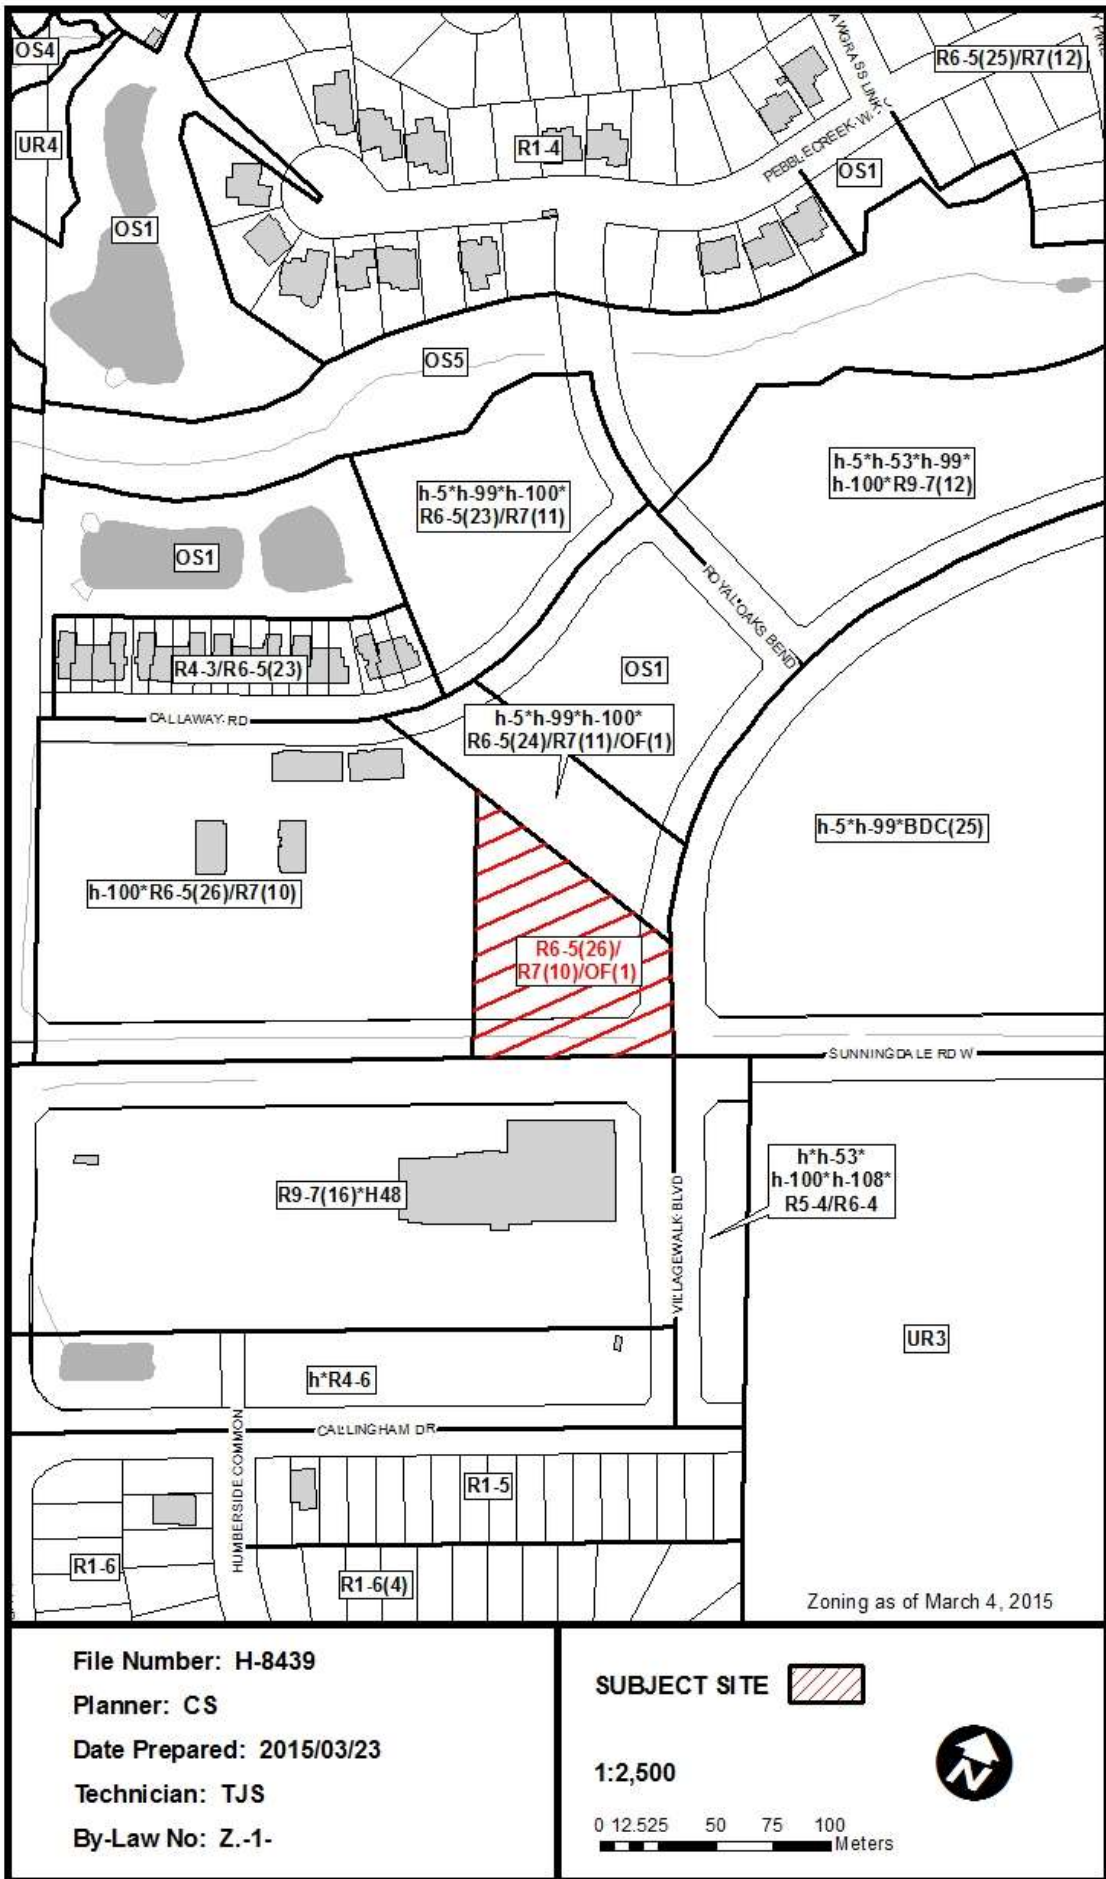 OS4
AWGRASS LINK
R6-5(25)/R7(12)
UR4
R1-4
PEBBLECREEK W
OS1
OS1
OS5
h-5*h-53*h-99*
h-100*R9-7(12)
h-5*h-99*h-100*
R6-5(23)/R7(11)
OS1
ROYAL OAKS BEND
R4-3/R6-5(23)
OS1
CALLAWAY RD
h-5*h-99*h-100*
R6-5(24)/R7(11)/OF(1)
h-5*h-99*BDC(25)
h-100*R6-5(26)/R7(10)
R6-5(26)/
R7(10)/OF(1)
SUNNINGDALE RD W
h*h-53*
h-100*h-108*
R5-4/R6-4
R9-7(16)*H48
VILLAGEWALK BLVD
UR3
h*R4-6
CALLINGHAM DR
HUMBERSIDE COMMON
R1-5
R1-6
R1-6(4)
Zoning as of March 4, 2015
File Number: H-8439
Planner: CS
Date Prepared: 2015/03/23
Technician: TJS
By-Law No: Z.-1-
SUBJECT SITE
1:2,500
N
0 12.525 50 75 100
Meters